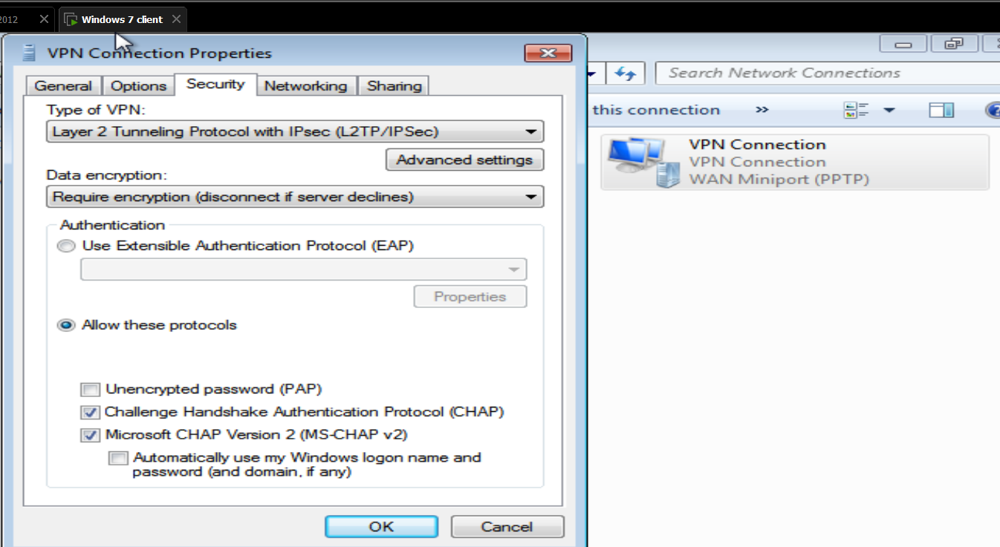 2012
Windows 7 client
VPN Connection Properties
General Options Security Networking Sharing
Type of VPN:
Layer 2 Tunneling Protocol with IPsec (L2TP/IPSec)
Advanced settings
Data encryption:
Require encryption (disconnect if server declines)
Authentication
Use Extensible Authentication Protocol (EAP)
Properties
Allow these protocols
Unencrypted password (PAP)
Challenge Handshake Authentication Protocol (CHAP)
Microsoft CHAP Version 2 (MS-CHAP v2)
Automatically use my Windows logon name and
password (and domain, if any)
OK Cancel
Search Network Connections
this connection »
VPN Connection
VPN Connection
WAN Miniport (PPTP)